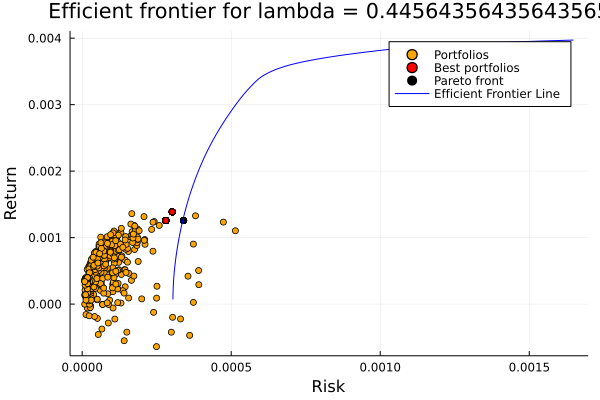 Efficient frontier for lambda = 0.4456435643564356
0.004
0.003
0.002
0.001
0.000
Return
Portfolios
Best portfolios
Pareto front
Efficient Frontier Line
0.0000
0.0005
0.0010
0.0015
Risk